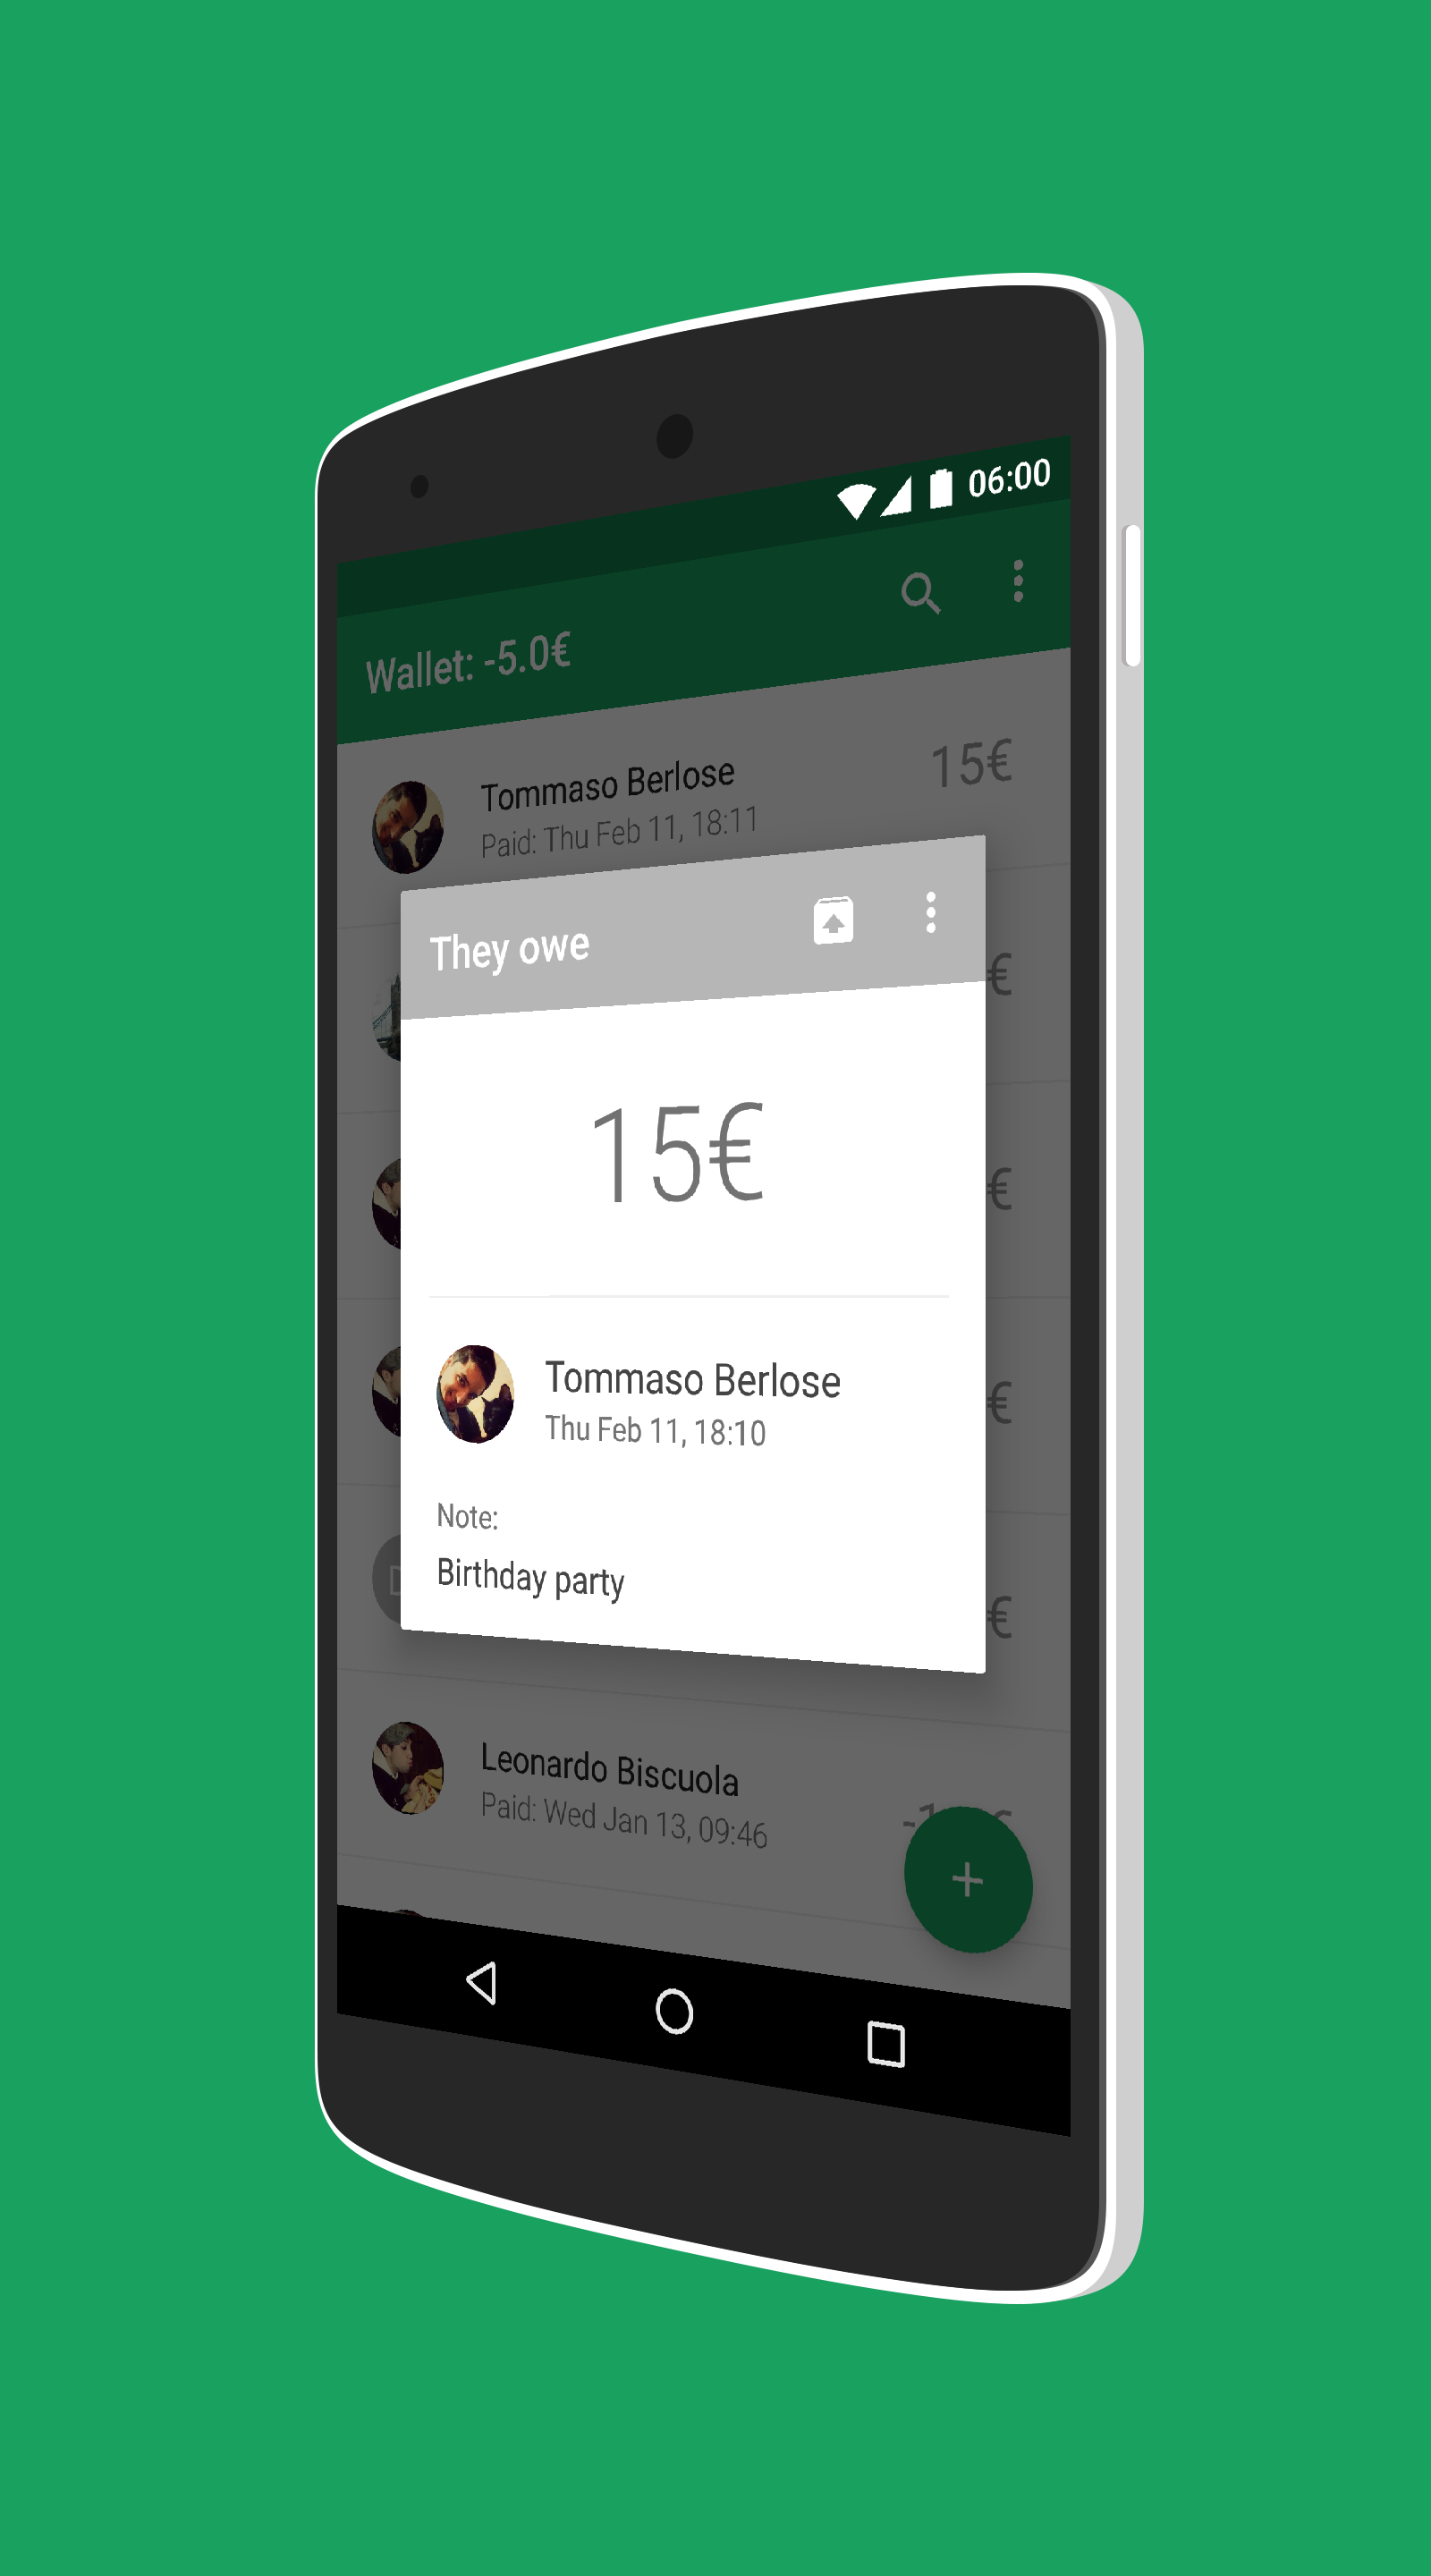 06:00
Wallet: -5.0€
Tommaso Berlose
15€
Paid: Thu Feb 11, 18:11
They owe
€
15€
€
Tommaso Berlose
€
Thu Feb 11, 18:10
Note:
Birthday party
€
Leonardo Biscuola
Paid: Wed Jan 13, 09:46
+